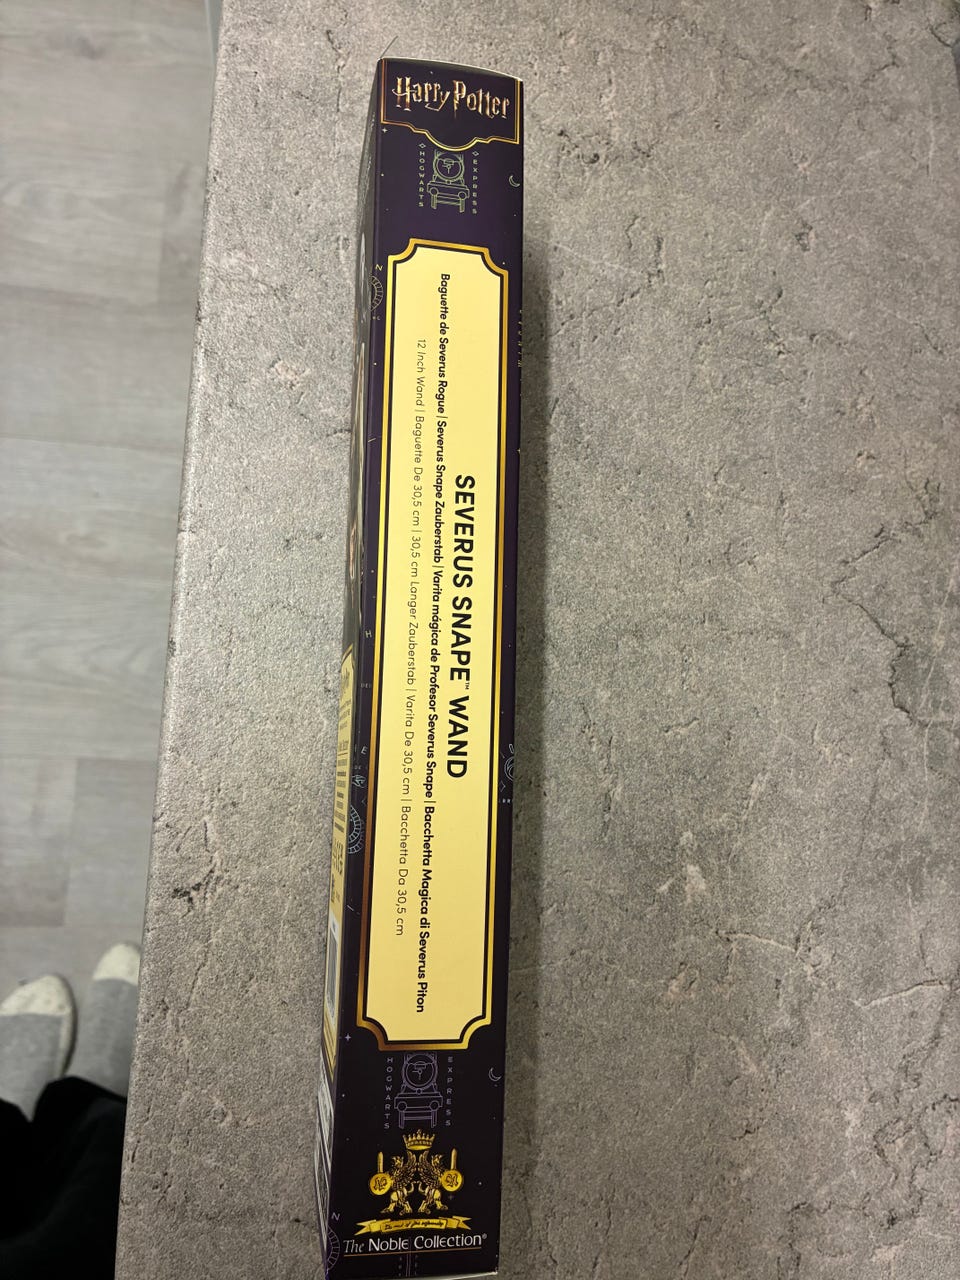 Harry Potter
HOGWARTS EXPRESS
SEVERUS SNAPE™ WAND
Baguette de Severus Rogue | Severus Snape Zauberstab | Varita mágica de Profesor Severus Snape | Bacchetta Magica di Severus Piton
12 Inch Wand | Baguette De 30,5 cm | 30,5 cm Langer Zauberstab | Varita De 30,5 cm | Bacchetta Da 30,5 cm
HOGWARTS EXPRESS
The Noble Collection®